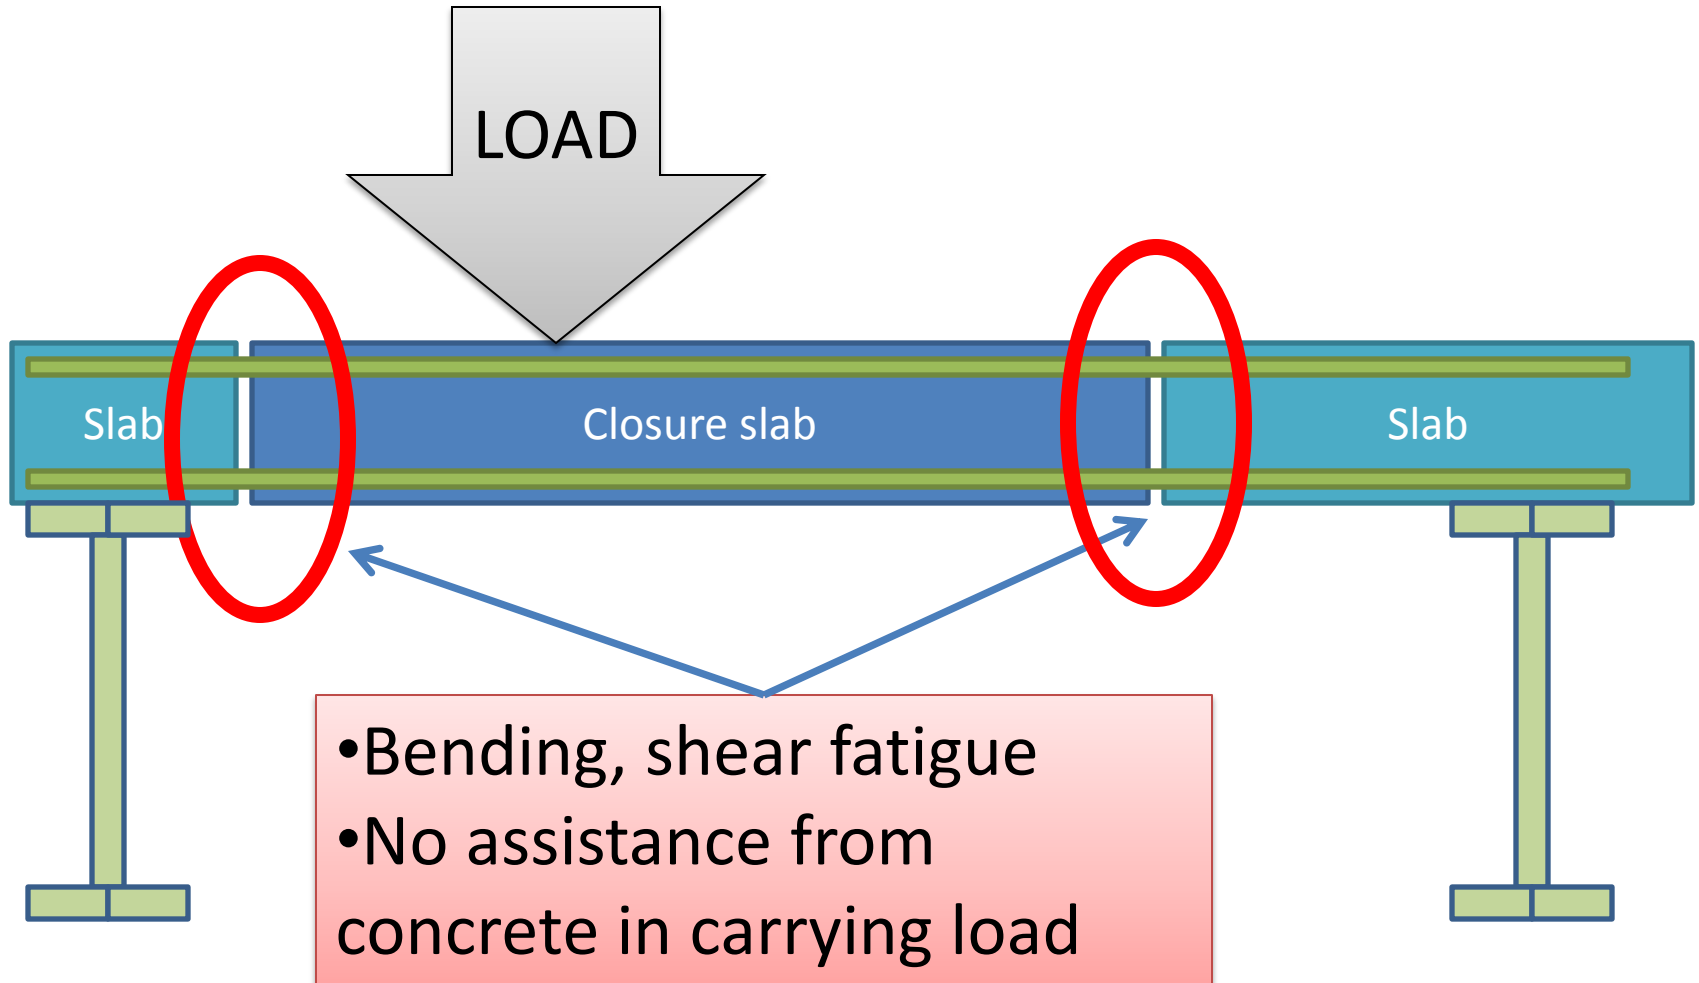 LOAD
Slab
Closure slab
Slab
•Bending, shear fatigue
•No assistance from
concrete in carrying load